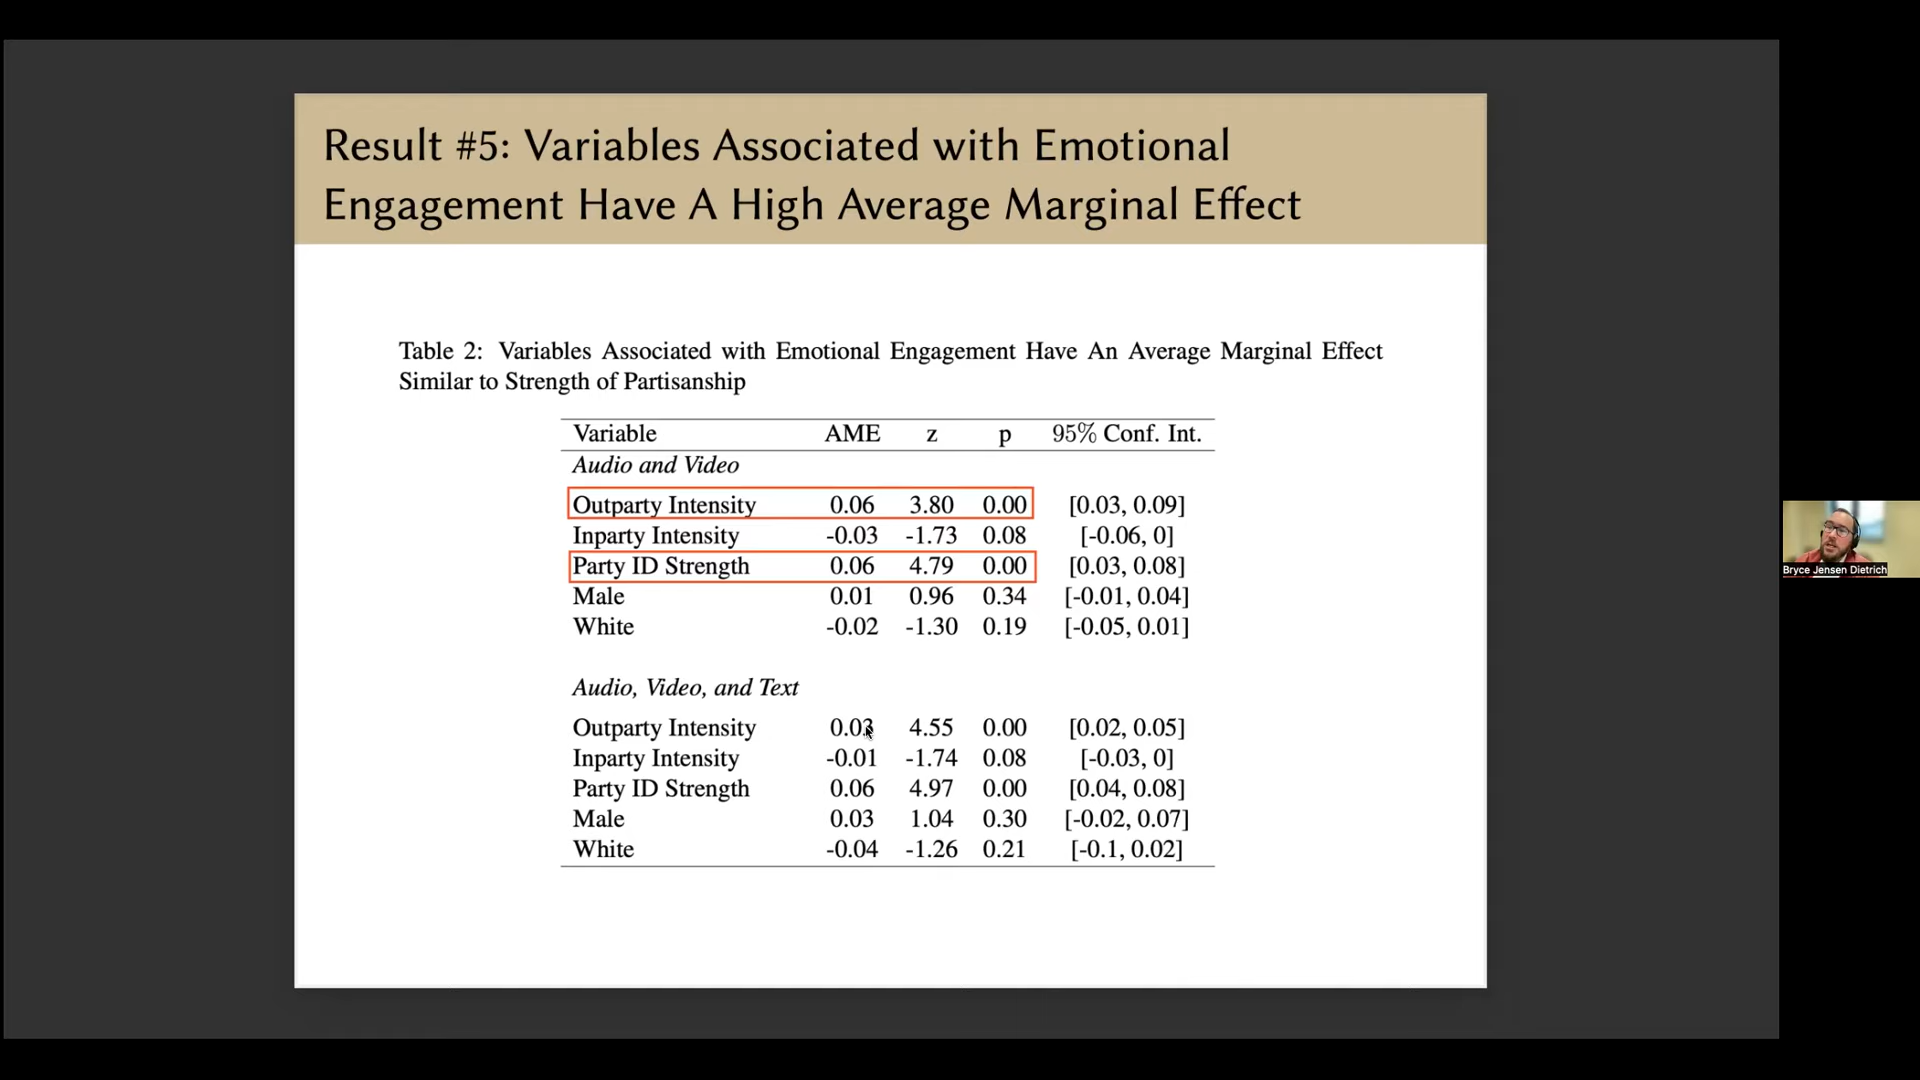 Result #5: Variables Associated with Emotional
Engagement Have A High Average Marginal Effect
Table 2: Variables Associated with Emotional Engagement Have An Average Marginal Effect
Similar to Strength of Partisanship
Variable AME z p 95% Conf. Int.
Audio and Video
Outparty Intensity 0.06 3.80 0.00 [0.03, 0.09]
Inparty Intensity -0.03 -1.73 0.08 [-0.06, 0]
Party ID Strength 0.06 4.79 0.00 [0.03, 0.08]
Male 0.01 0.96 0.34 [-0.01, 0.04]
White -0.02 -1.30 0.19 [-0.05, 0.01]
Audio, Video, and Text
Outparty Intensity 0.03 4.55 0.00 [0.02, 0.05]
Inparty Intensity -0.01 -1.74 0.08 [-0.03, 0]
Party ID Strength 0.06 4.97 0.00 [0.04, 0.08]
Male 0.03 1.04 0.30 [-0.02, 0.07]
White -0.04 -1.26 0.21 [-0.1, 0.02]
Bryce Jensen Dietrich